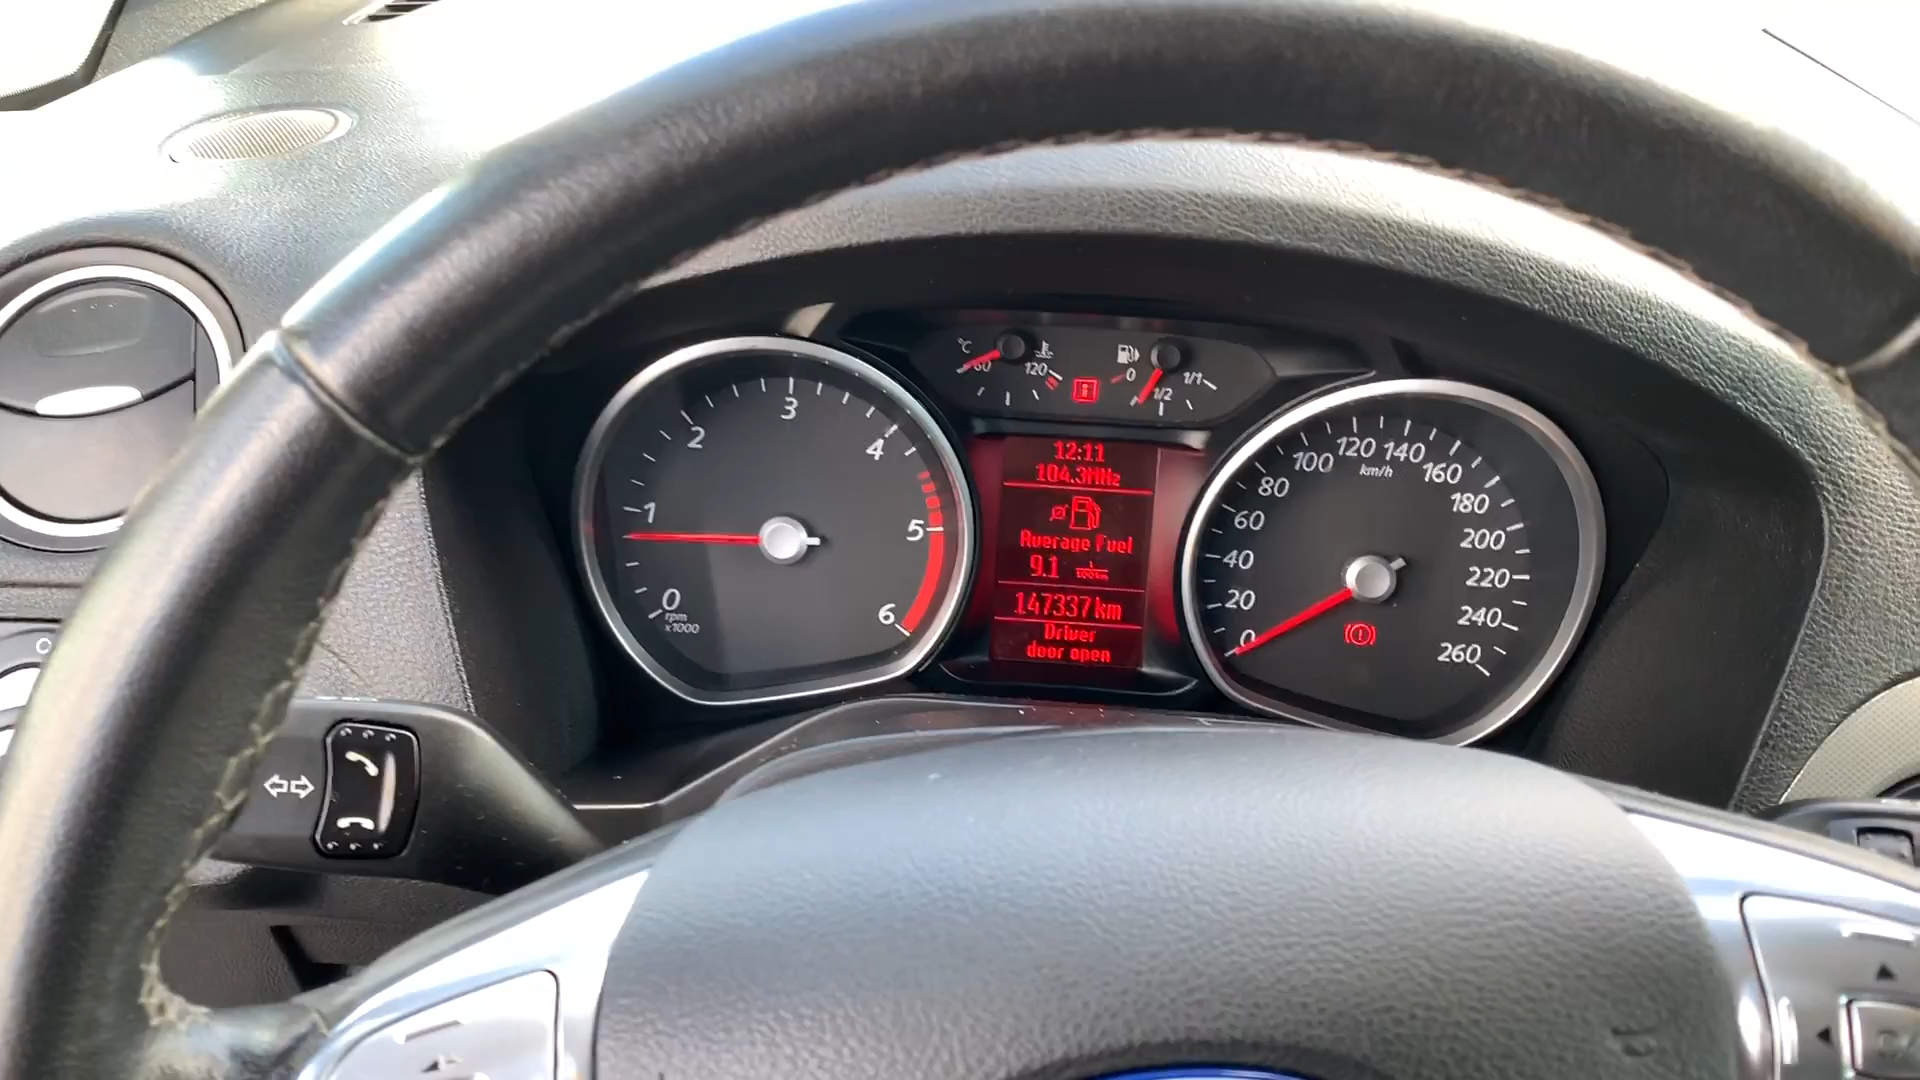 °C
60
120
0
1/2
1/1
0
1
2
3
4
5
6
rpm
x1000
12:11
104.3MHz
Average Fuel
9.1 l/100km
147337km
Driver
door open
0
20
40
60
80
100
120
140
160
180
200
220
240
260
km/h